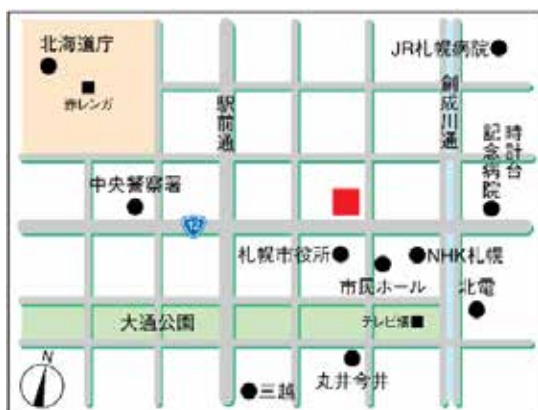 北海道庁
赤レンガ
JR札幌病院
駅前通
創成川通
時計台
記念病院
中央警察署
12
札幌市役所
NHK札幌
市民ホール
北電
大通公園
テレビ塔
丸井今井
三越
N